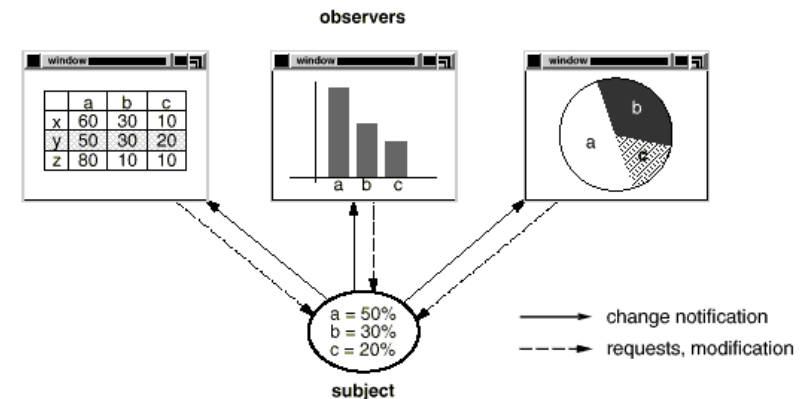 observers
window
window
window
a b c
x 60 30 10
y 50 30 20
z 80 10 10
a b c
a
b
c
a = 50%
b = 30%
c = 20%
subject
change notification
requests, modification